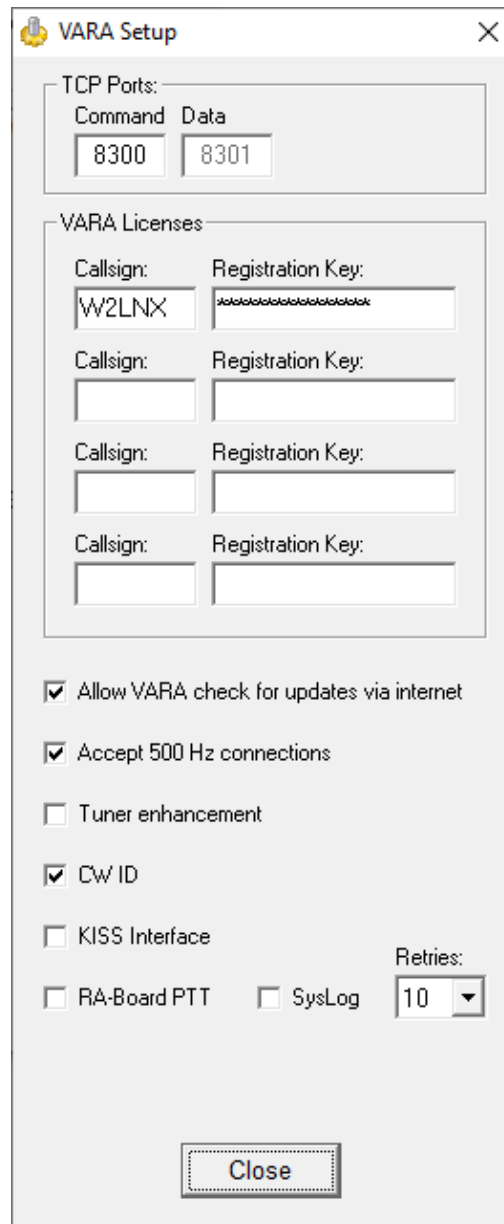 VARA Setup
TCP Ports:
Command Data
8300 8301
VARA Licenses
Callsign: Registration Key:
W2LNX ******************
Callsign: Registration Key:
Callsign: Registration Key:
Callsign: Registration Key:
Allow VARA check for updates via internet
Accept 500 Hz connections
Tuner enhancement
CW ID
KISS Interface
Retries:
RA-Board PTT SysLog 10
Close